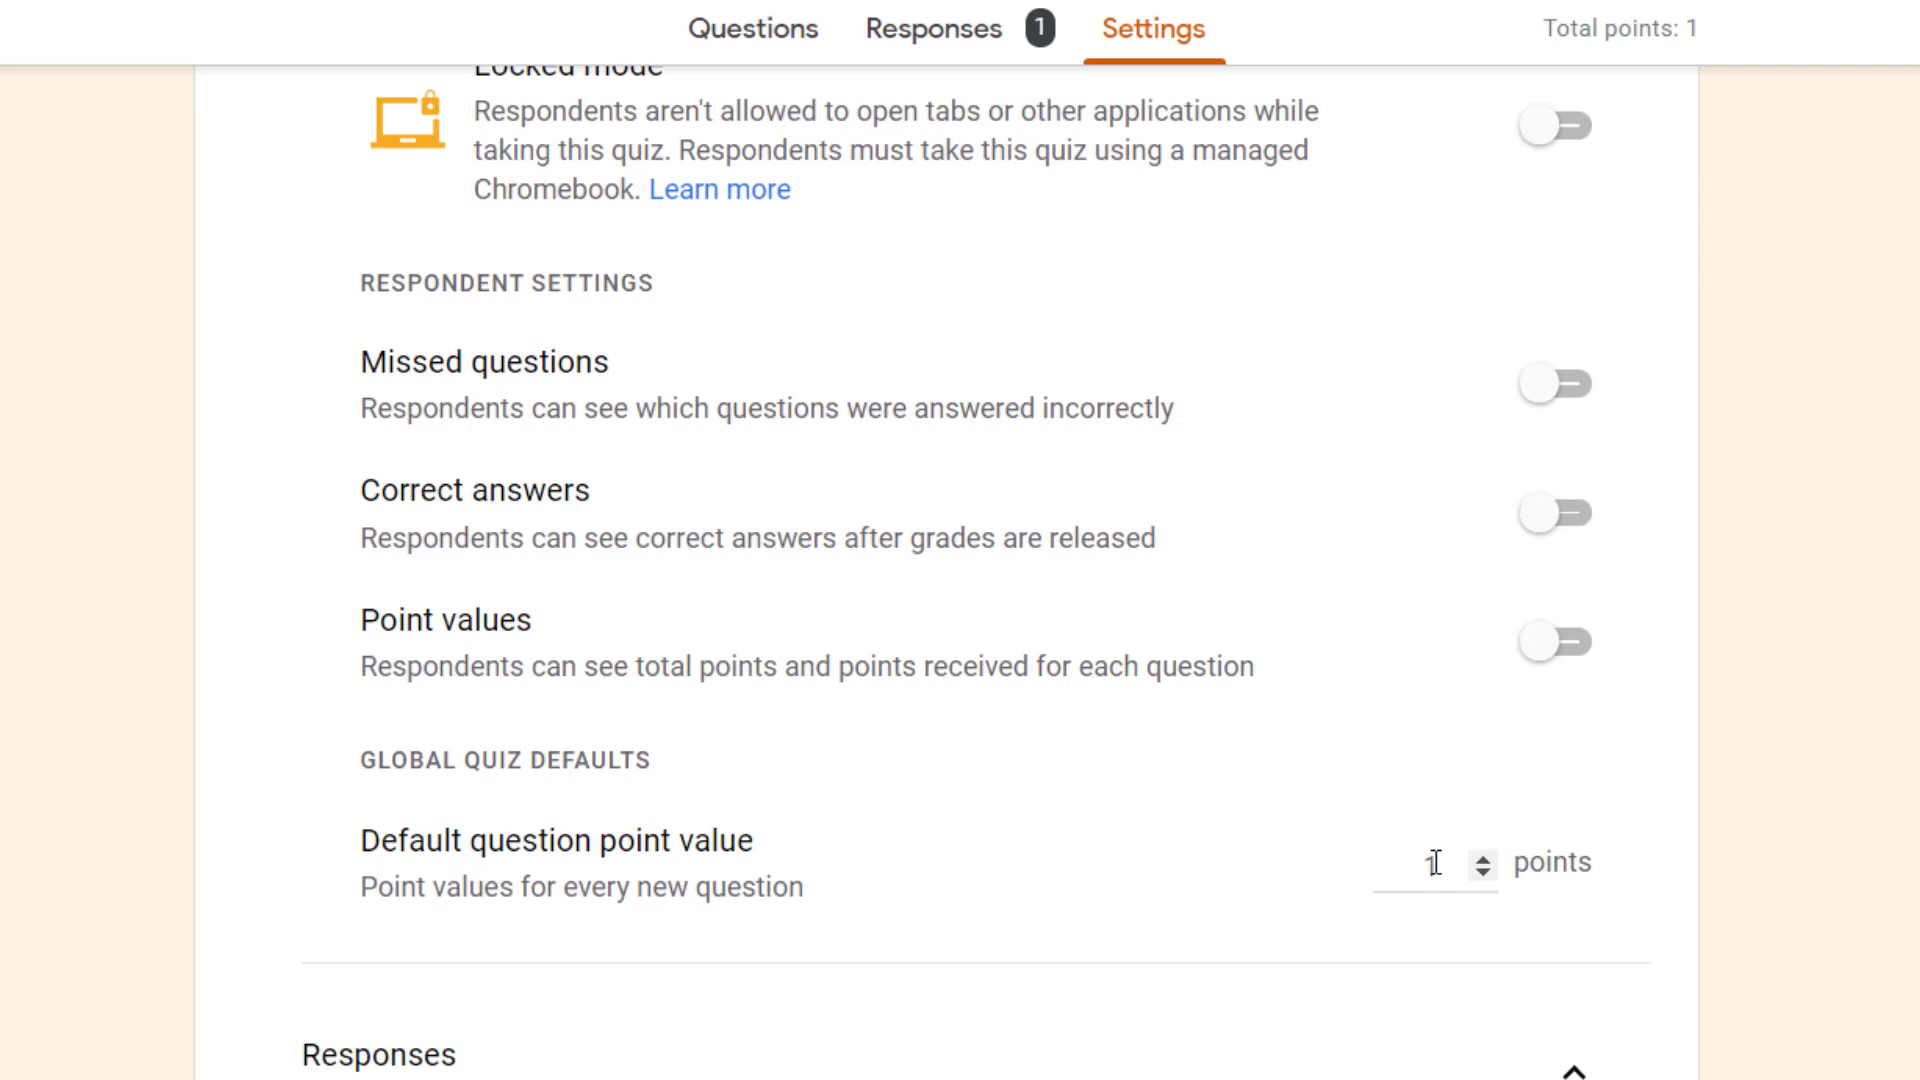 Questions Responses 1 Settings Total points: 1
Locked mode
Respondents aren't allowed to open tabs or other applications while
taking this quiz. Respondents must take this quiz using a managed
Chromebook. Learn more
RESPONDENT SETTINGS
Missed questions
Respondents can see which questions were answered incorrectly
Correct answers
Respondents can see correct answers after grades are released
Point values
Respondents can see total points and points received for each question
GLOBAL QUIZ DEFAULTS
Default question point value
1 points
Point values for every new question
Responses